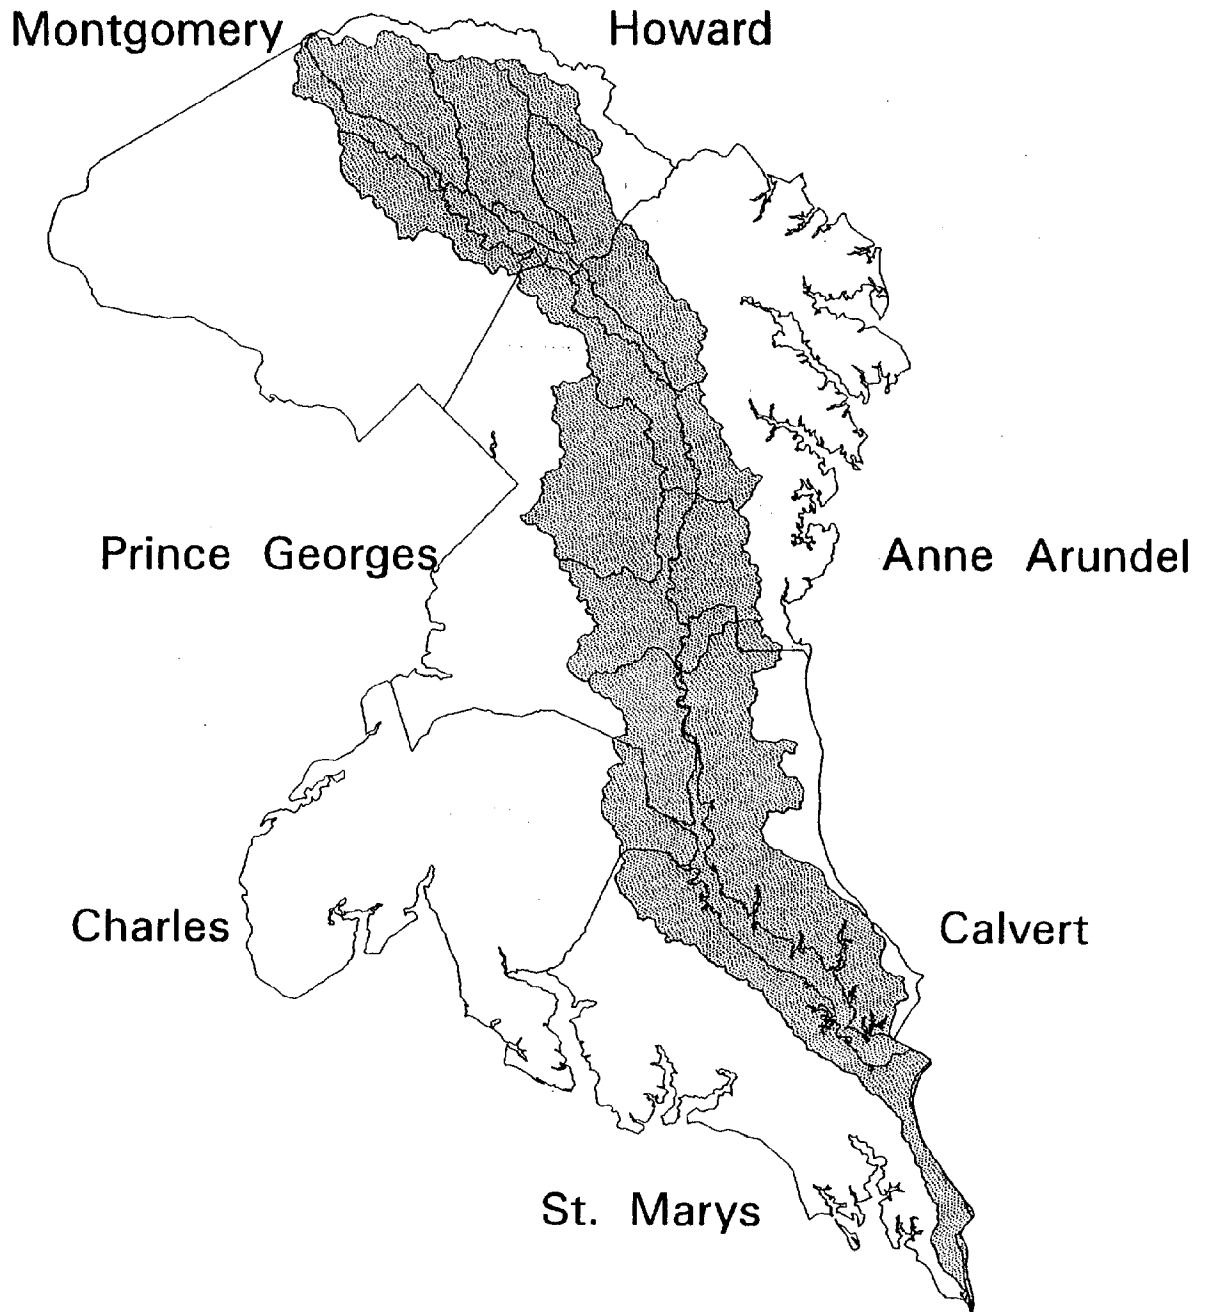 Montgomery
Howard
Prince Georges
Anne Arundel
Charles
Calvert
St. Marys